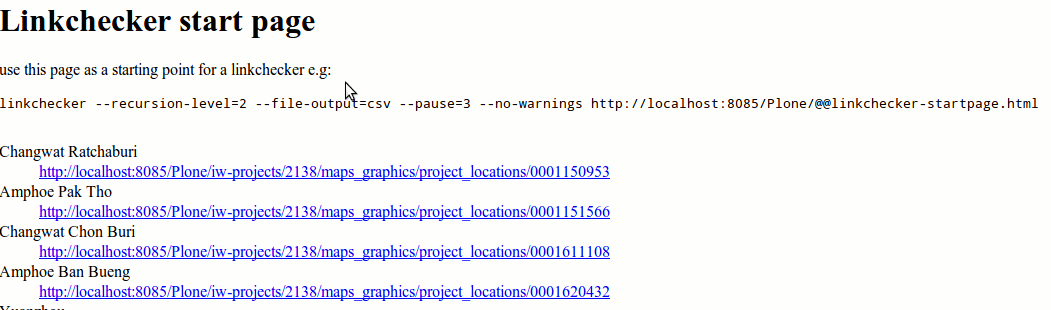 Linkchecker start page
use this page as a starting point for a linkchecker e.g:
linkchecker --recursion-level=2 --file-output=csv --pause=3 --no-warnings http://localhost:8085/Plone/@@linkchecker-startpage.html
Changwat Ratchaburi
http://localhost:8085/Plone/iw-projects/2138/maps_graphics/project_locations/0001150953
Amphoe Pak Tho
http://localhost:8085/Plone/iw-projects/2138/maps_graphics/project_locations/0001151566
Changwat Chon Buri
http://localhost:8085/Plone/iw-projects/2138/maps_graphics/project_locations/0001611108
Amphoe Ban Bueng
http://localhost:8085/Plone/iw-projects/2138/maps_graphics/project_locations/0001620432